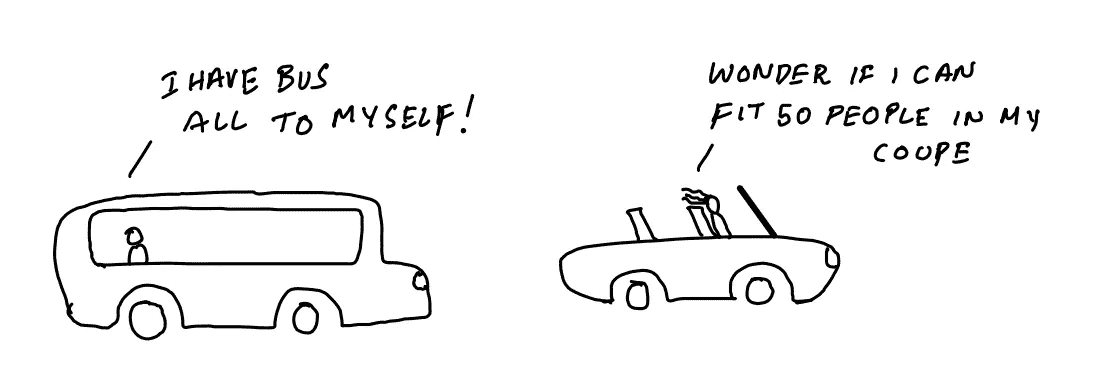 I HAVE BUS
ALL TO MYSELF!
WONDER IF I CAN
FIT 50 PEOPLE IN MY
COUPE